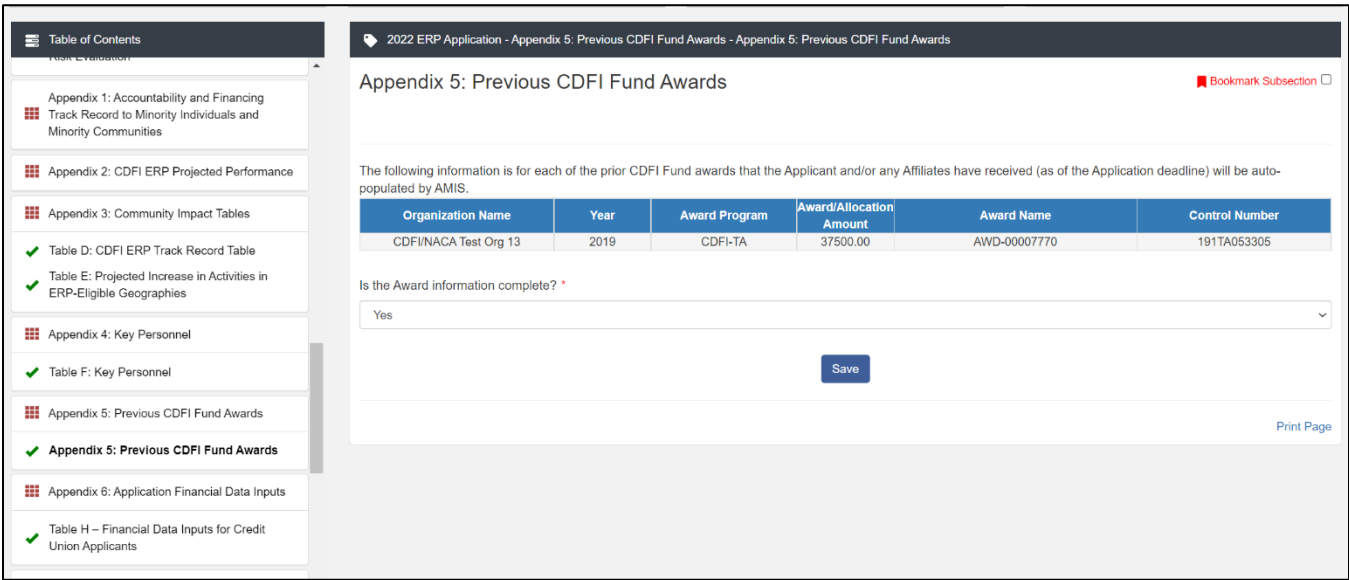 Table of Contents
Risk Evaluation
Appendix 1: Accountability and Financing
Track Record to Minority Individuals and
Minority Communities
Appendix 2: CDFI ERP Projected Performance
Appendix 3: Community Impact Tables
Table D: CDFI ERP Track Record Table
Table E: Projected Increase in Activities in
ERP-Eligible Geographies
Appendix 4: Key Personnel
Table F: Key Personnel
Appendix 5: Previous CDFI Fund Awards
Appendix 5: Previous CDFI Fund Awards
Appendix 6: Application Financial Data Inputs
Table H – Financial Data Inputs for Credit
Union Applicants
2022 ERP Application - Appendix 5: Previous CDFI Fund Awards - Appendix 5: Previous CDFI Fund Awards
Appendix 5: Previous CDFI Fund Awards
Bookmark Subsection
The following information is for each of the prior CDFI Fund awards that the Applicant and/or any Affiliates have received (as of the Application deadline) will be auto-
populated by AMIS.
Organization Name Year Award Program Award/Allocation Amount Award Name Control Number
CDFI/NACA Test Org 13 2019 CDFI-TA 37500.00 AWD-00007770 191TA053305
Is the Award information complete? *
Yes
Save
Print Page